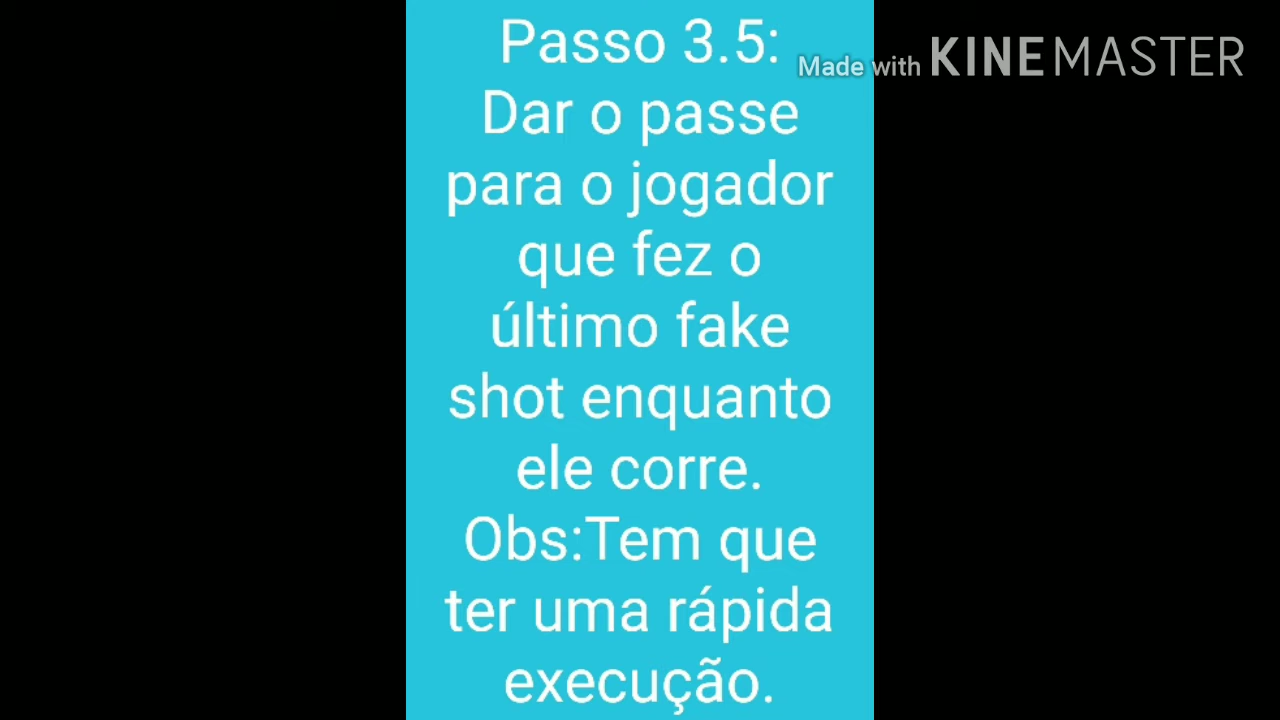 Passo 3.5:
Made with KINEMASTER
Dar o passe
para o jogador
que fez o
último fake
shot enquanto
ele corre.
Obs:Tem que
ter uma rápida
execução.